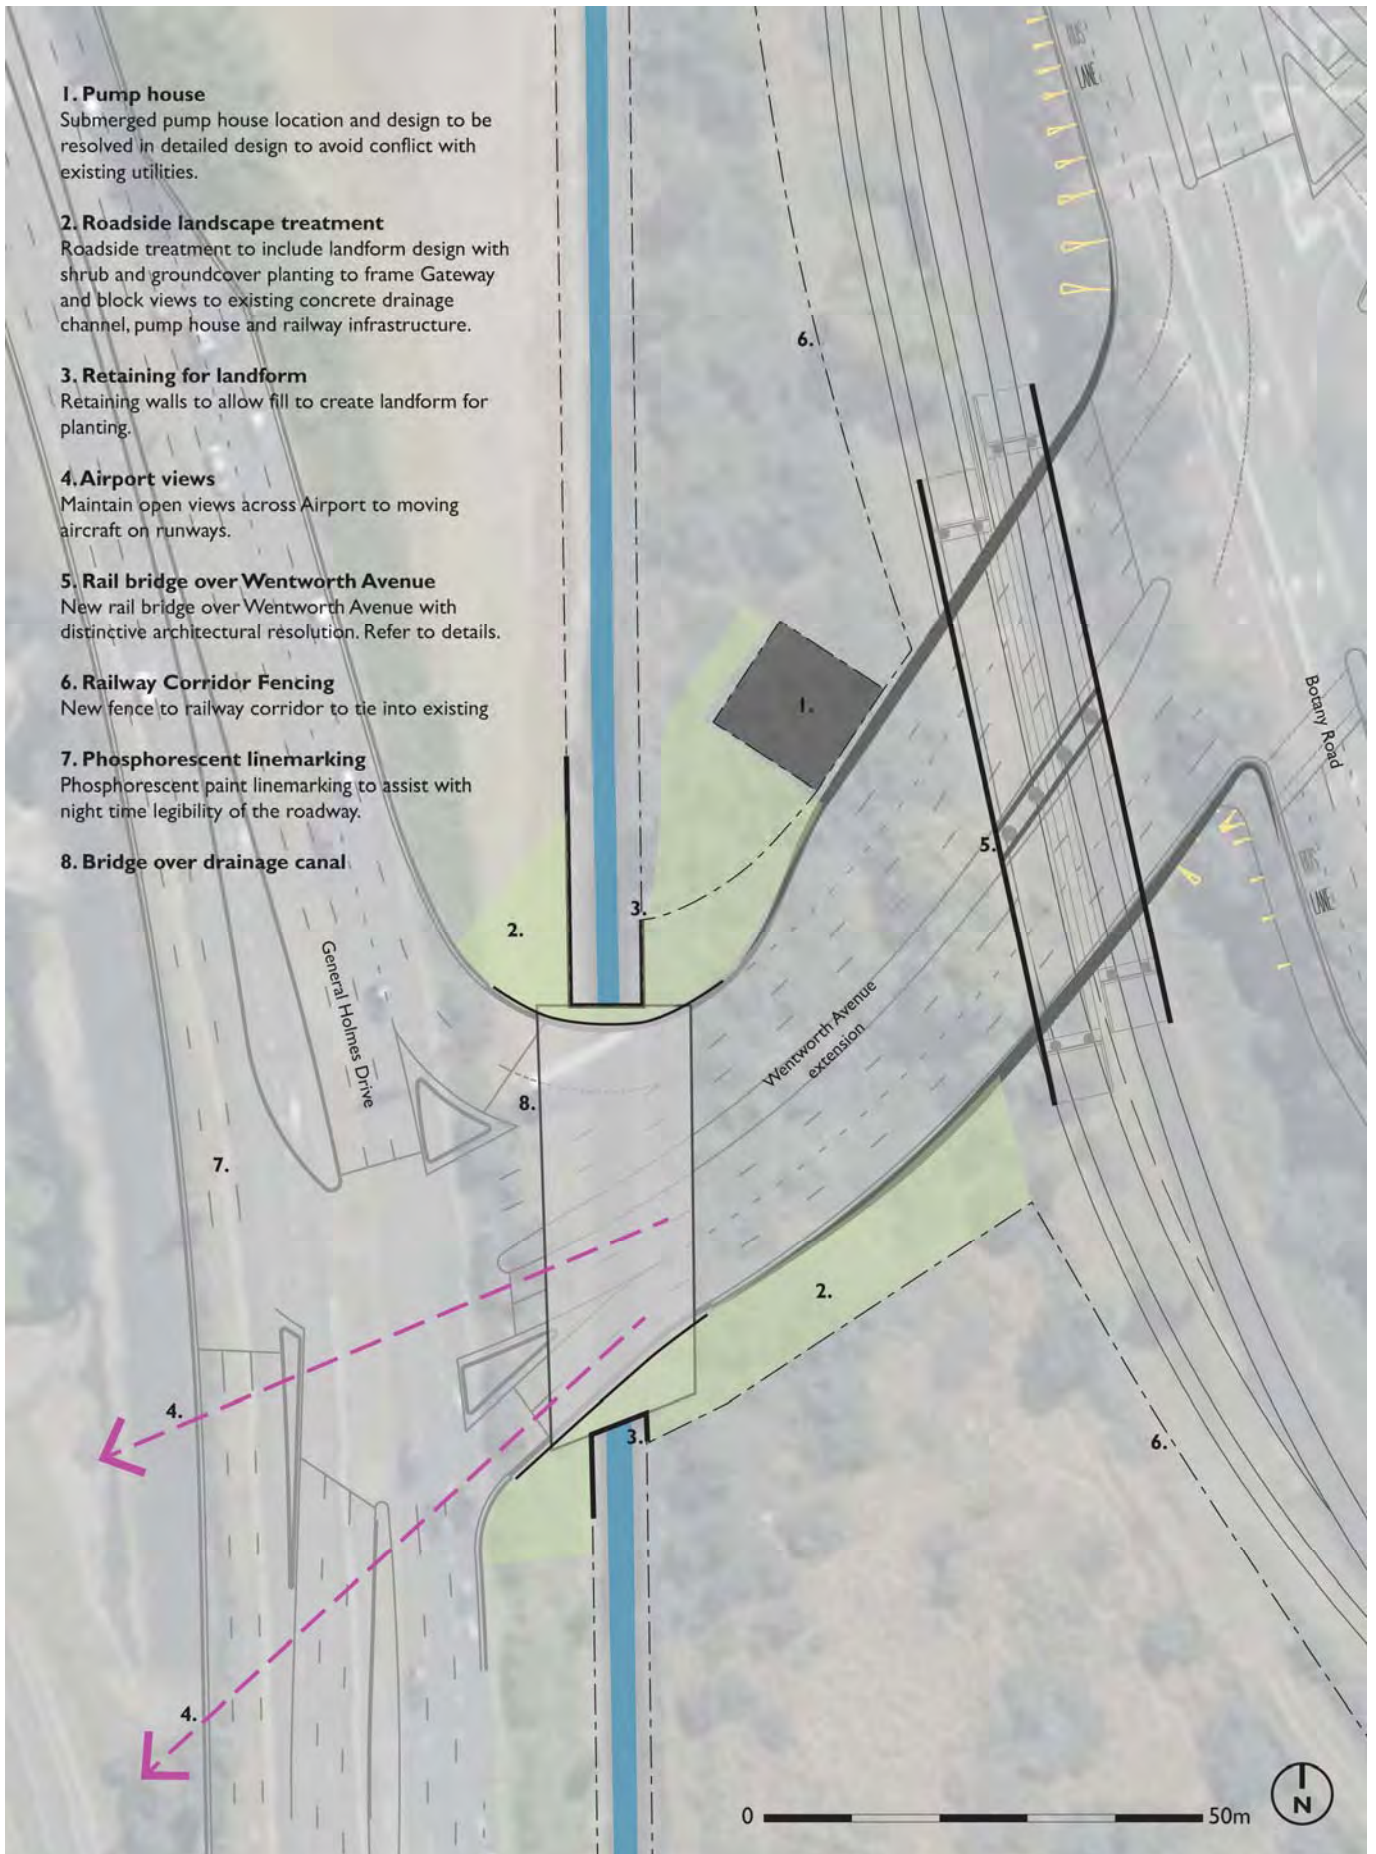 1. Pump house
Submerged pump house location and design to be
resolved in detailed design to avoid conflict with
existing utilities.
2. Roadside landscape treatment
Roadside treatment to include landform design with
shrub and groundcover planting to frame Gateway
and block views to existing concrete drainage
channel, pump house and railway infrastructure.
3. Retaining for landform
Retaining walls to allow fill to create landform for
planting.
4. Airport views
Maintain open views across Airport to moving
aircraft on runways.
5. Rail bridge over Wentworth Avenue
New rail bridge over Wentworth Avenue with
distinctive architectural resolution. Refer to details.
6. Railway Corridor Fencing
New fence to railway corridor to tie into existing
7. Phosphorescent linemarking
Phosphorescent paint linemarking to assist with
night time legibility of the roadway.
8. Bridge over drainage canal
BUS
LANE
6.
1.
Botany Road
5.
BUS
LANE
3.
2.
General Holmes Drive
Wentworth Avenue
extension
8.
7.
2.
4.
3.
6.
4.
0
50m
N